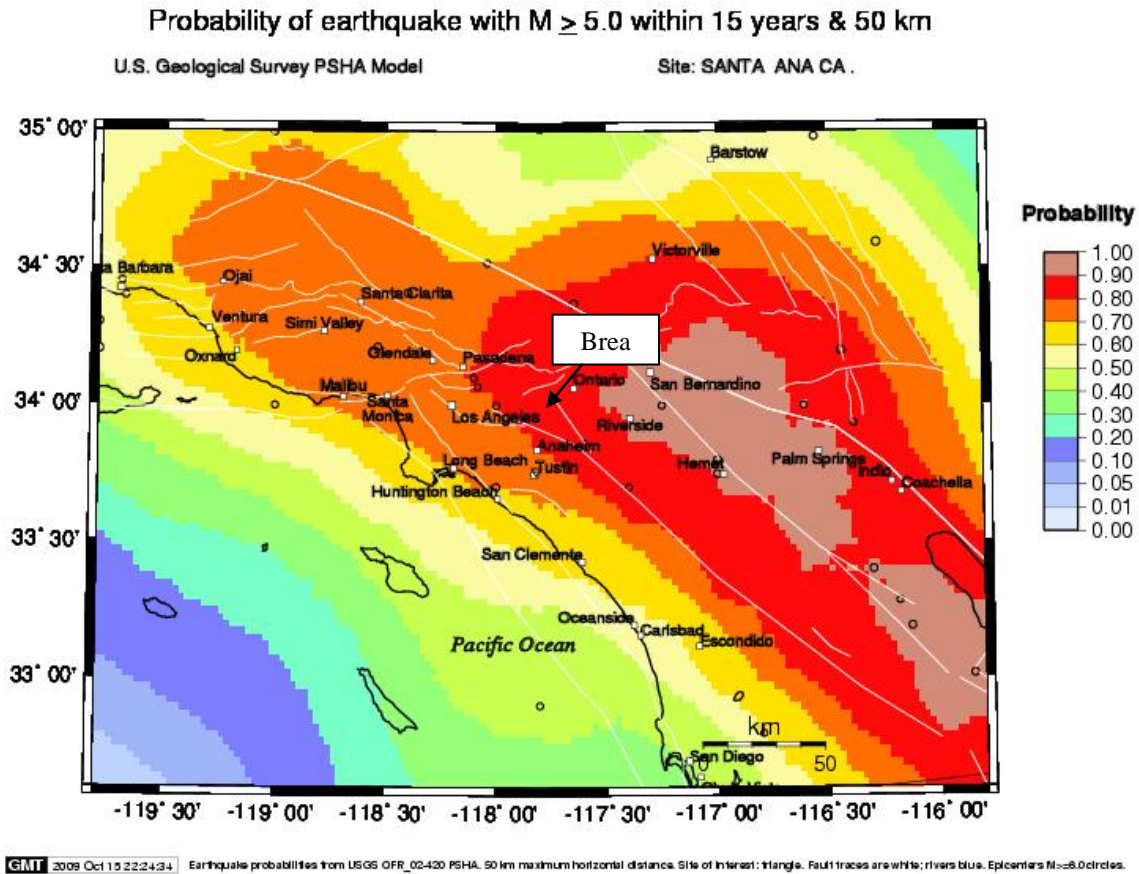 Probability of earthquake with M ≥ 5.0 within 15 years & 50 km
U.S. Geological Survey PSHA Model
Site: SANTA ANA CA .
35° 00'
34° 30'
34° 00'
33° 30'
33° 00'
Barstow
Victorville
a Barbara
Ojai
Santa Clarita
Ventura
Simi Valley
Oxnard
Glendale
Pasadena
Brea
Malibu
Santa
Monica
Los Angeles
Ontario
San Bernardino
Riverside
Anaheim
Long Beach
Tustin
Hemet
Palm Springs
Indio
Coachella
Huntington Beach
San Clemente
Oceanside
Carlsbad
Escondido
Pacific Ocean
km
0 50
San Diego
-119° 30'
-119° 00'
-118° 30'
-118° 00'
-117° 30'
-117° 00'
-116° 30'
-116° 00'
Probability
1.00
0.90
0.80
0.70
0.60
0.50
0.40
0.30
0.20
0.10
0.05
0.01
0.00
GMT 2009 Oct 15 22:24:34 Earthquake probabilities from USGS OFR_02-420 PSHA. 50 km maximum horizontal distance. Site of interest: triangle. Fault traces are white; rivers blue. Epicenters M>=6.0 circles.